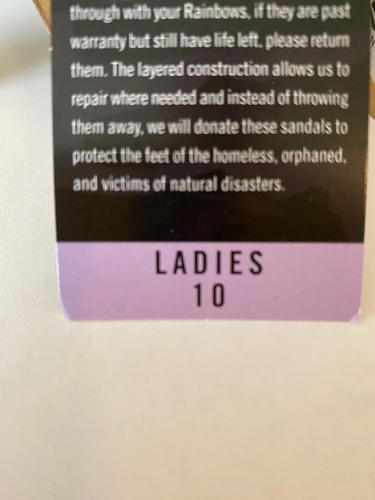 through with your Rainbows, if they are past
warranty but still have life left, please return
them. The layered construction allows us to
repair where needed and instead of throwing
them away, we will donate these sandals to
protect the feet of the homeless, orphaned,
and victims of natural disasters.
LADIES
10